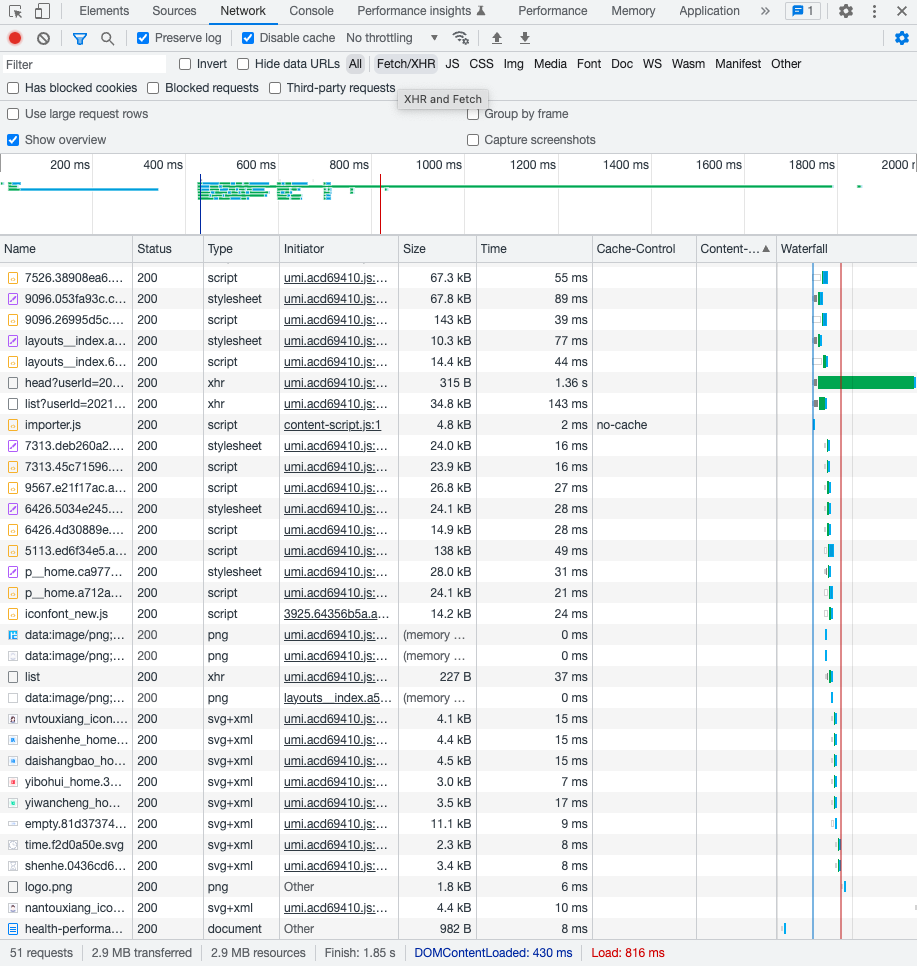 Elements Sources Network Console Performance insights Performance Memory Application » 1
Preserve log Disable cache No throttling
Filter Invert Hide data URLs All Fetch/XHR JS CSS Img Media Font Doc WS Wasm Manifest Other
Has blocked cookies Blocked requests Third-party requests
XHR and Fetch
Use large request rows Group by frame
Show overview Capture screenshots
200 ms 400 ms 600 ms 800 ms 1000 ms 1200 ms 1400 ms 1600 ms 1800 ms 2000 
Name Status Type Initiator Size Time Cache-Control Content-... Waterfall
7526.38908ea6.... 200 script umi.acd69410.js:... 67.3 kB 55 ms
9096.053fa93c.c... 200 stylesheet umi.acd69410.js:... 67.8 kB 89 ms
9096.26995d5c.... 200 script umi.acd69410.js:... 143 kB 39 ms
layouts__index.a... 200 stylesheet umi.acd69410.js:... 10.3 kB 77 ms
layouts__index.6... 200 script umi.acd69410.js:... 14.4 kB 44 ms
head?userId=20... 200 xhr umi.acd69410.js:... 315 B 1.36 s
list?userId=2021... 200 xhr umi.acd69410.js:... 34.8 kB 143 ms
importer.js 200 script content-script.js:1 4.8 kB 2 ms no-cache
7313.deb260a2.... 200 stylesheet umi.acd69410.js:... 24.0 kB 16 ms
7313.45c71596.... 200 script umi.acd69410.js:... 23.9 kB 16 ms
9567.e21f17ac.a... 200 script umi.acd69410.js:... 26.8 kB 27 ms
6426.5034e245.... 200 stylesheet umi.acd69410.js:... 24.1 kB 28 ms
6426.4d30889e.... 200 script umi.acd69410.js:... 14.9 kB 28 ms
5113.ed6f34e5.a... 200 script umi.acd69410.js:... 138 kB 49 ms
p__home.ca977... 200 stylesheet umi.acd69410.js:... 28.0 kB 31 ms
p__home.a712a... 200 script umi.acd69410.js:... 24.1 kB 21 ms
iconfont_new.js 200 script 3925.64356b5a.a... 14.2 kB 24 ms
data:image/png;... 200 png umi.acd69410.js:... (memory ... 0 ms
data:image/png;... 200 png umi.acd69410.js:... (memory ... 0 ms
list 200 xhr umi.acd69410.js:... 227 B 37 ms
data:image/png;... 200 png layouts__index.a5... (memory ... 0 ms
nvtouxiang_icon.... 200 svg+xml umi.acd69410.js:... 4.1 kB 15 ms
daishenhe_home... 200 svg+xml umi.acd69410.js:... 4.4 kB 15 ms
daishangbao_ho... 200 svg+xml umi.acd69410.js:... 4.5 kB 15 ms
yibohui_home.3... 200 svg+xml umi.acd69410.js:... 3.0 kB 7 ms
yiwancheng_ho... 200 svg+xml umi.acd69410.js:... 3.5 kB 17 ms
empty.81d37374... 200 svg+xml umi.acd69410.js:... 11.1 kB 9 ms
time.f2d0a50e.svg 200 svg+xml umi.acd69410.js:... 2.3 kB 8 ms
shenhe.0436cd6... 200 svg+xml umi.acd69410.js:... 3.4 kB 8 ms
logo.png 200 png Other 1.8 kB 6 ms
nantouxiang_ico... 200 svg+xml umi.acd69410.js:... 4.4 kB 10 ms
health-performa... 200 document Other 982 B 8 ms
51 requests 2.9 MB transferred 2.9 MB resources Finish: 1.85 s DOMContentLoaded: 430 ms Load: 816 ms